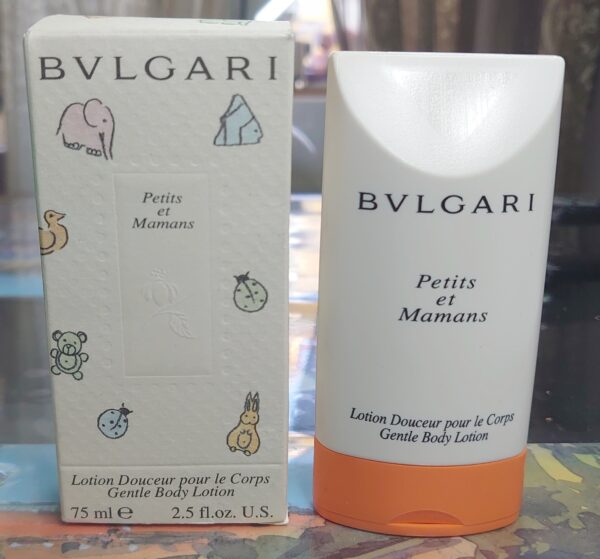 BVLGARI
Petits
et
Mamans
Lotion Douceur pour le Corps
Gentle Body Lotion
75 ml ℮ 2.5 fl.oz. U.S.
BVLGARI
Petits
et
Mamans
Lotion Douceur pour le Corps
Gentle Body Lotion